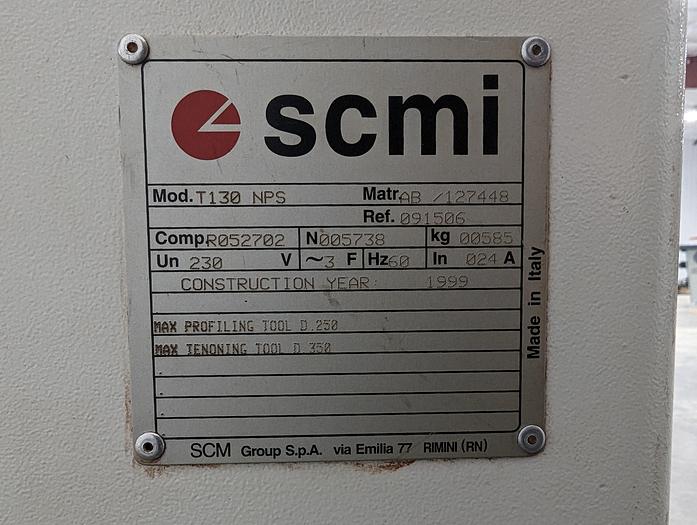 scmi
Mod. T130 NPS Matr. AB /127448
Ref. 091506
Comp. R052702 N005738 kg 00585
Un 230 V ~3 F Hz 60 In 024 A
CONSTRUCTION YEAR: 1999
MAX PROFILING TOOL D.250
MAX TENONING TOOL D.350
Made in Italy
SCM Group S.p.A. via Emilia 77 RIMINI (RN)